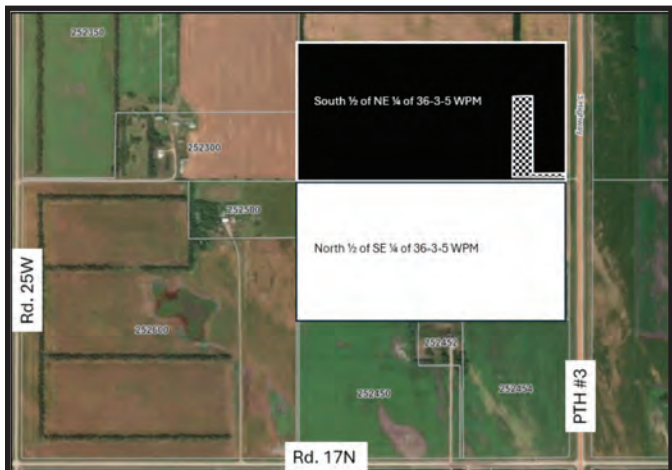 252350
South ½ of NE ¼ of 36-3-5 WPM
252300
252500
North ½ of SE ¼ of 36-3-5 WPM
Rd. 25W
252600
252452
252450
252454
PTH #3
Rd. 17N